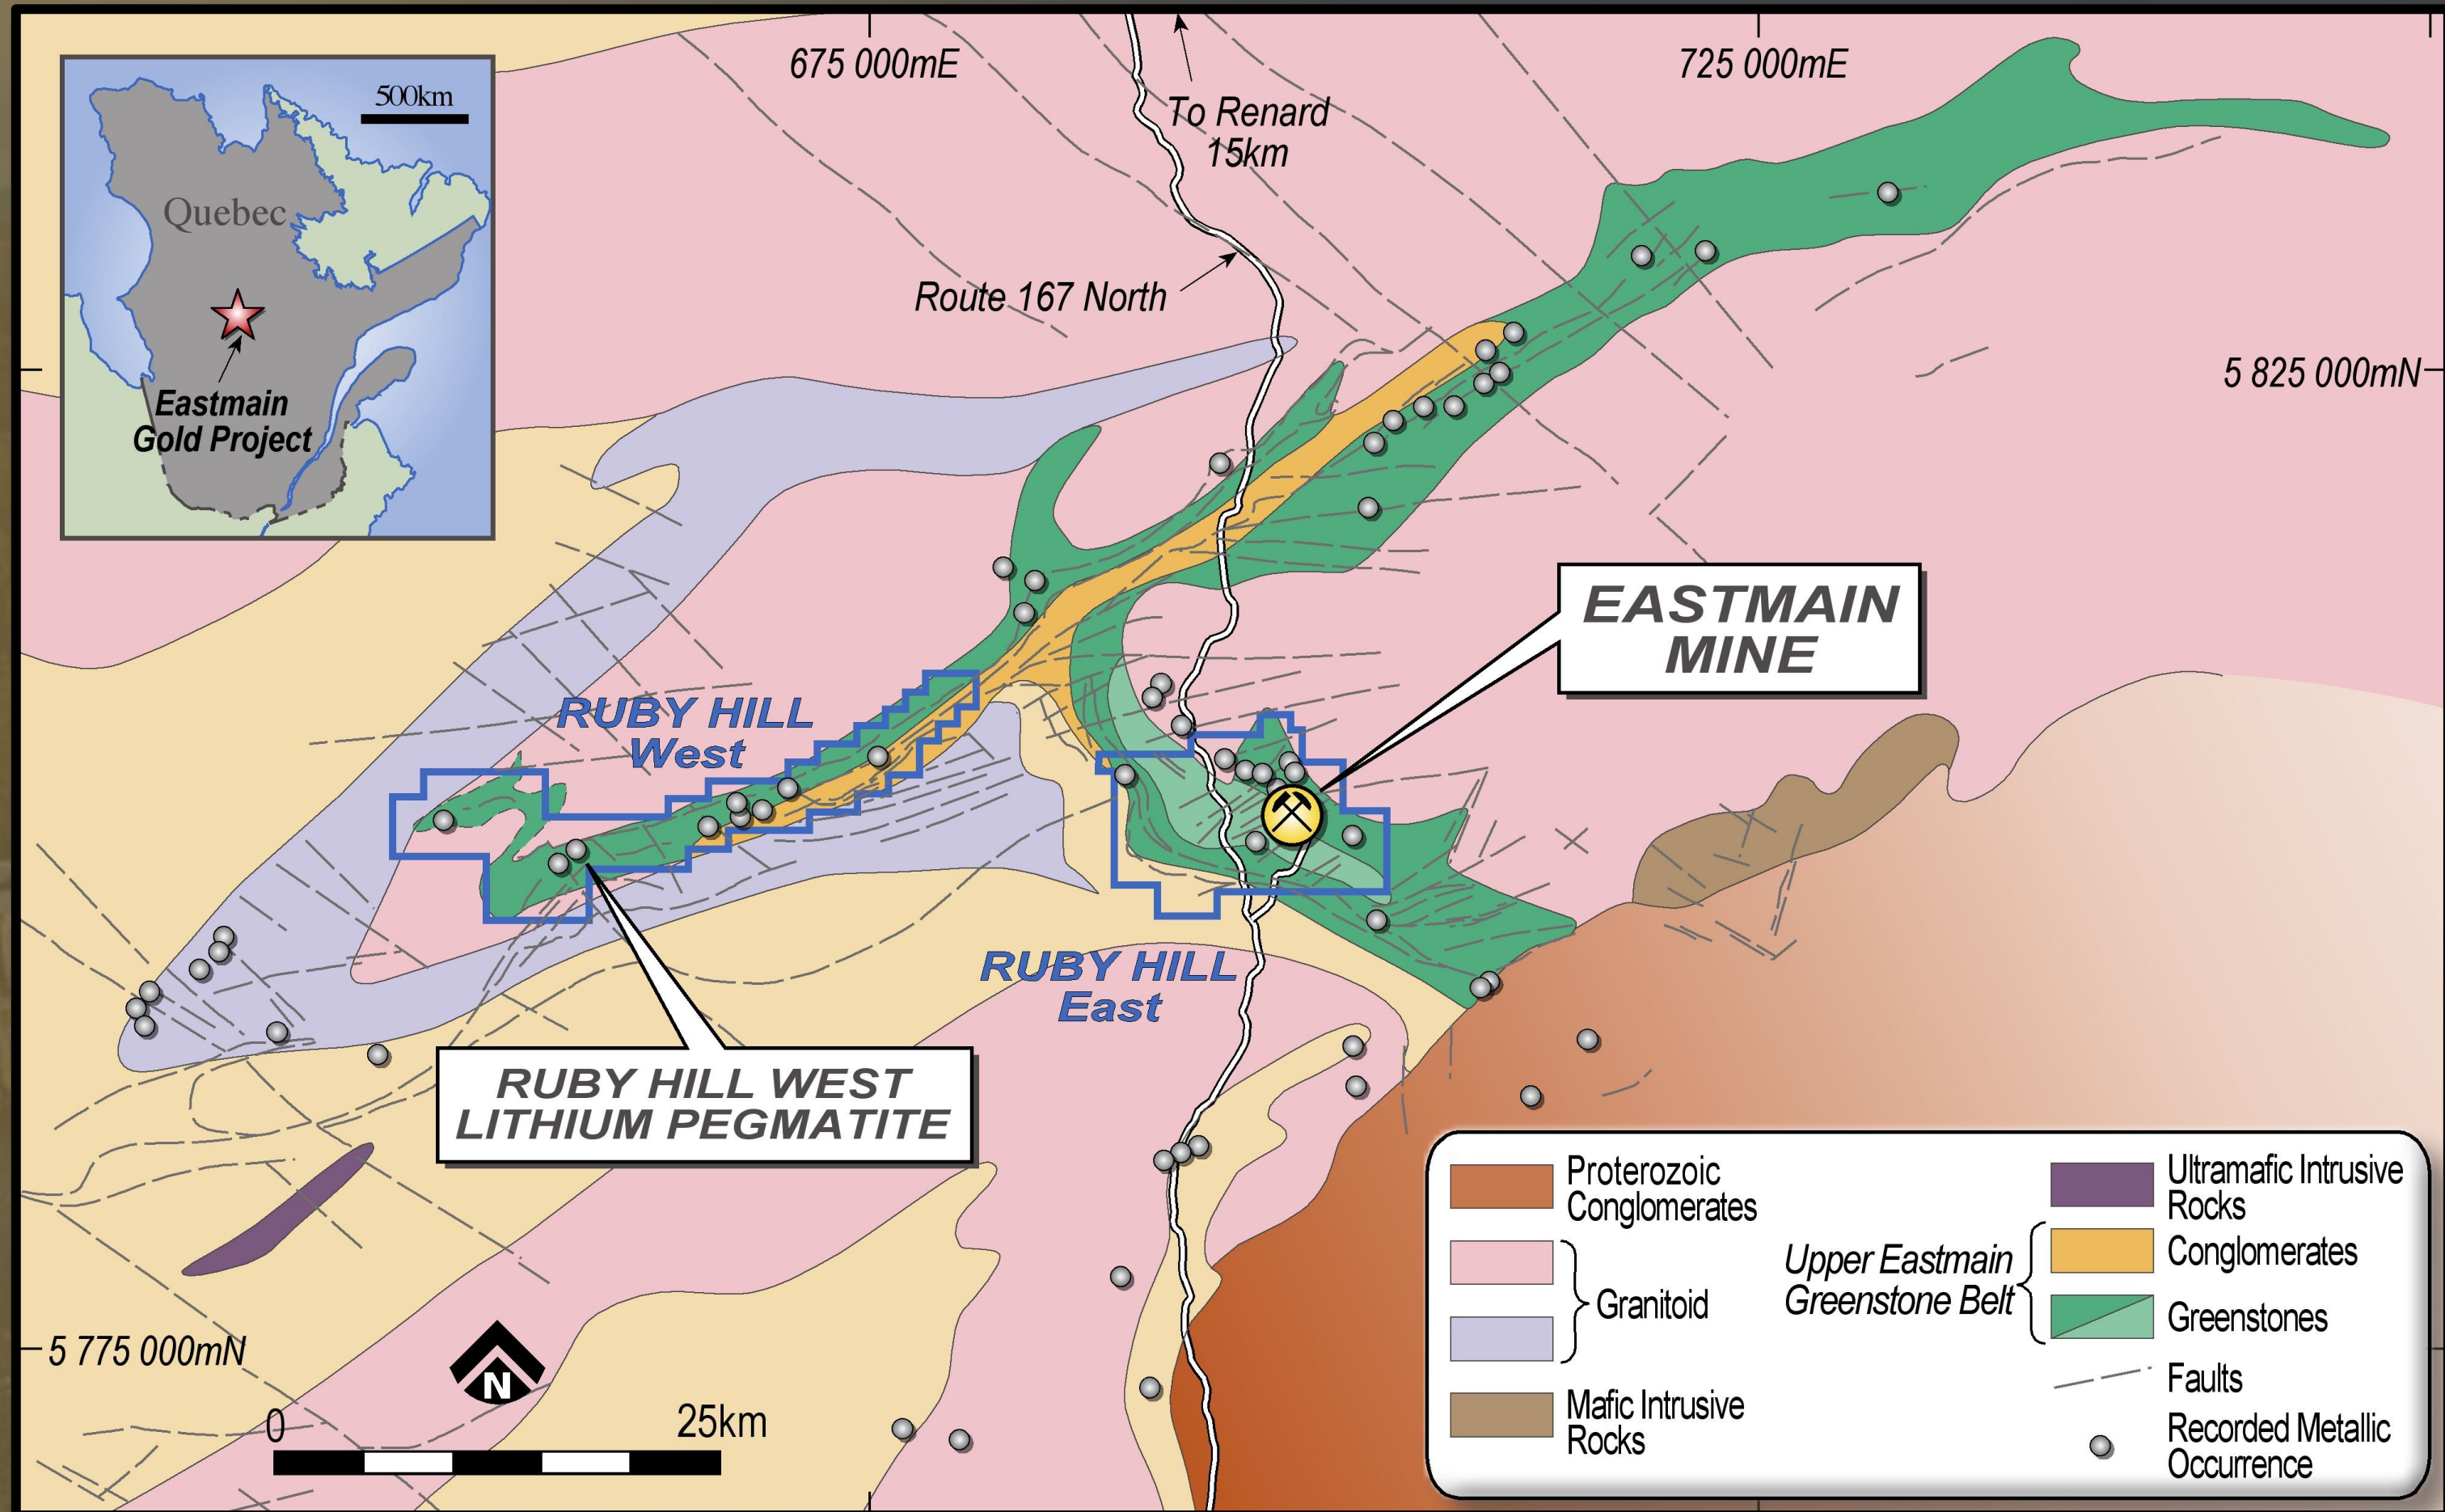 675 000mE
725 000mE
500km
To Renard
15km
Quebec
Route 167 North
5 825 000mN
Eastmain
Gold Project
EASTMAIN
MINE
RUBY HILL
West
RUBY HILL
East
RUBY HILL WEST
LITHIUM PEGMATITE
5 775 000mN
N
0
25km
Proterozoic
Conglomerates
Granitoid
Mafic Intrusive
Rocks
Ultramafic Intrusive
Rocks
Upper Eastmain
Greenstone Belt
Conglomerates
Greenstones
Faults
Recorded Metallic
Occurrence